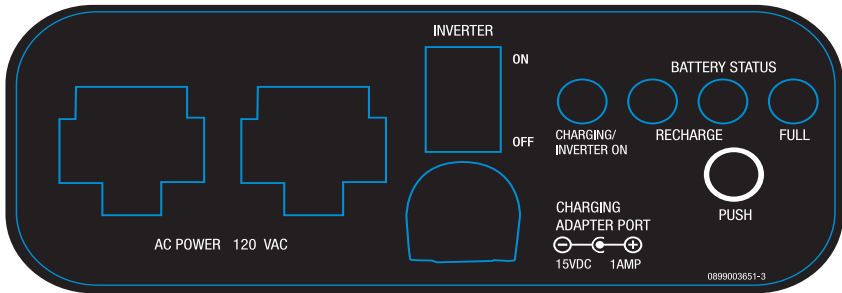 INVERTER
ON
OFF
BATTERY STATUS
CHARGING/
INVERTER ON
RECHARGE
FULL
PUSH
AC POWER 120 VAC
CHARGING
ADAPTER PORT
15VDC 1AMP
0899003651-3